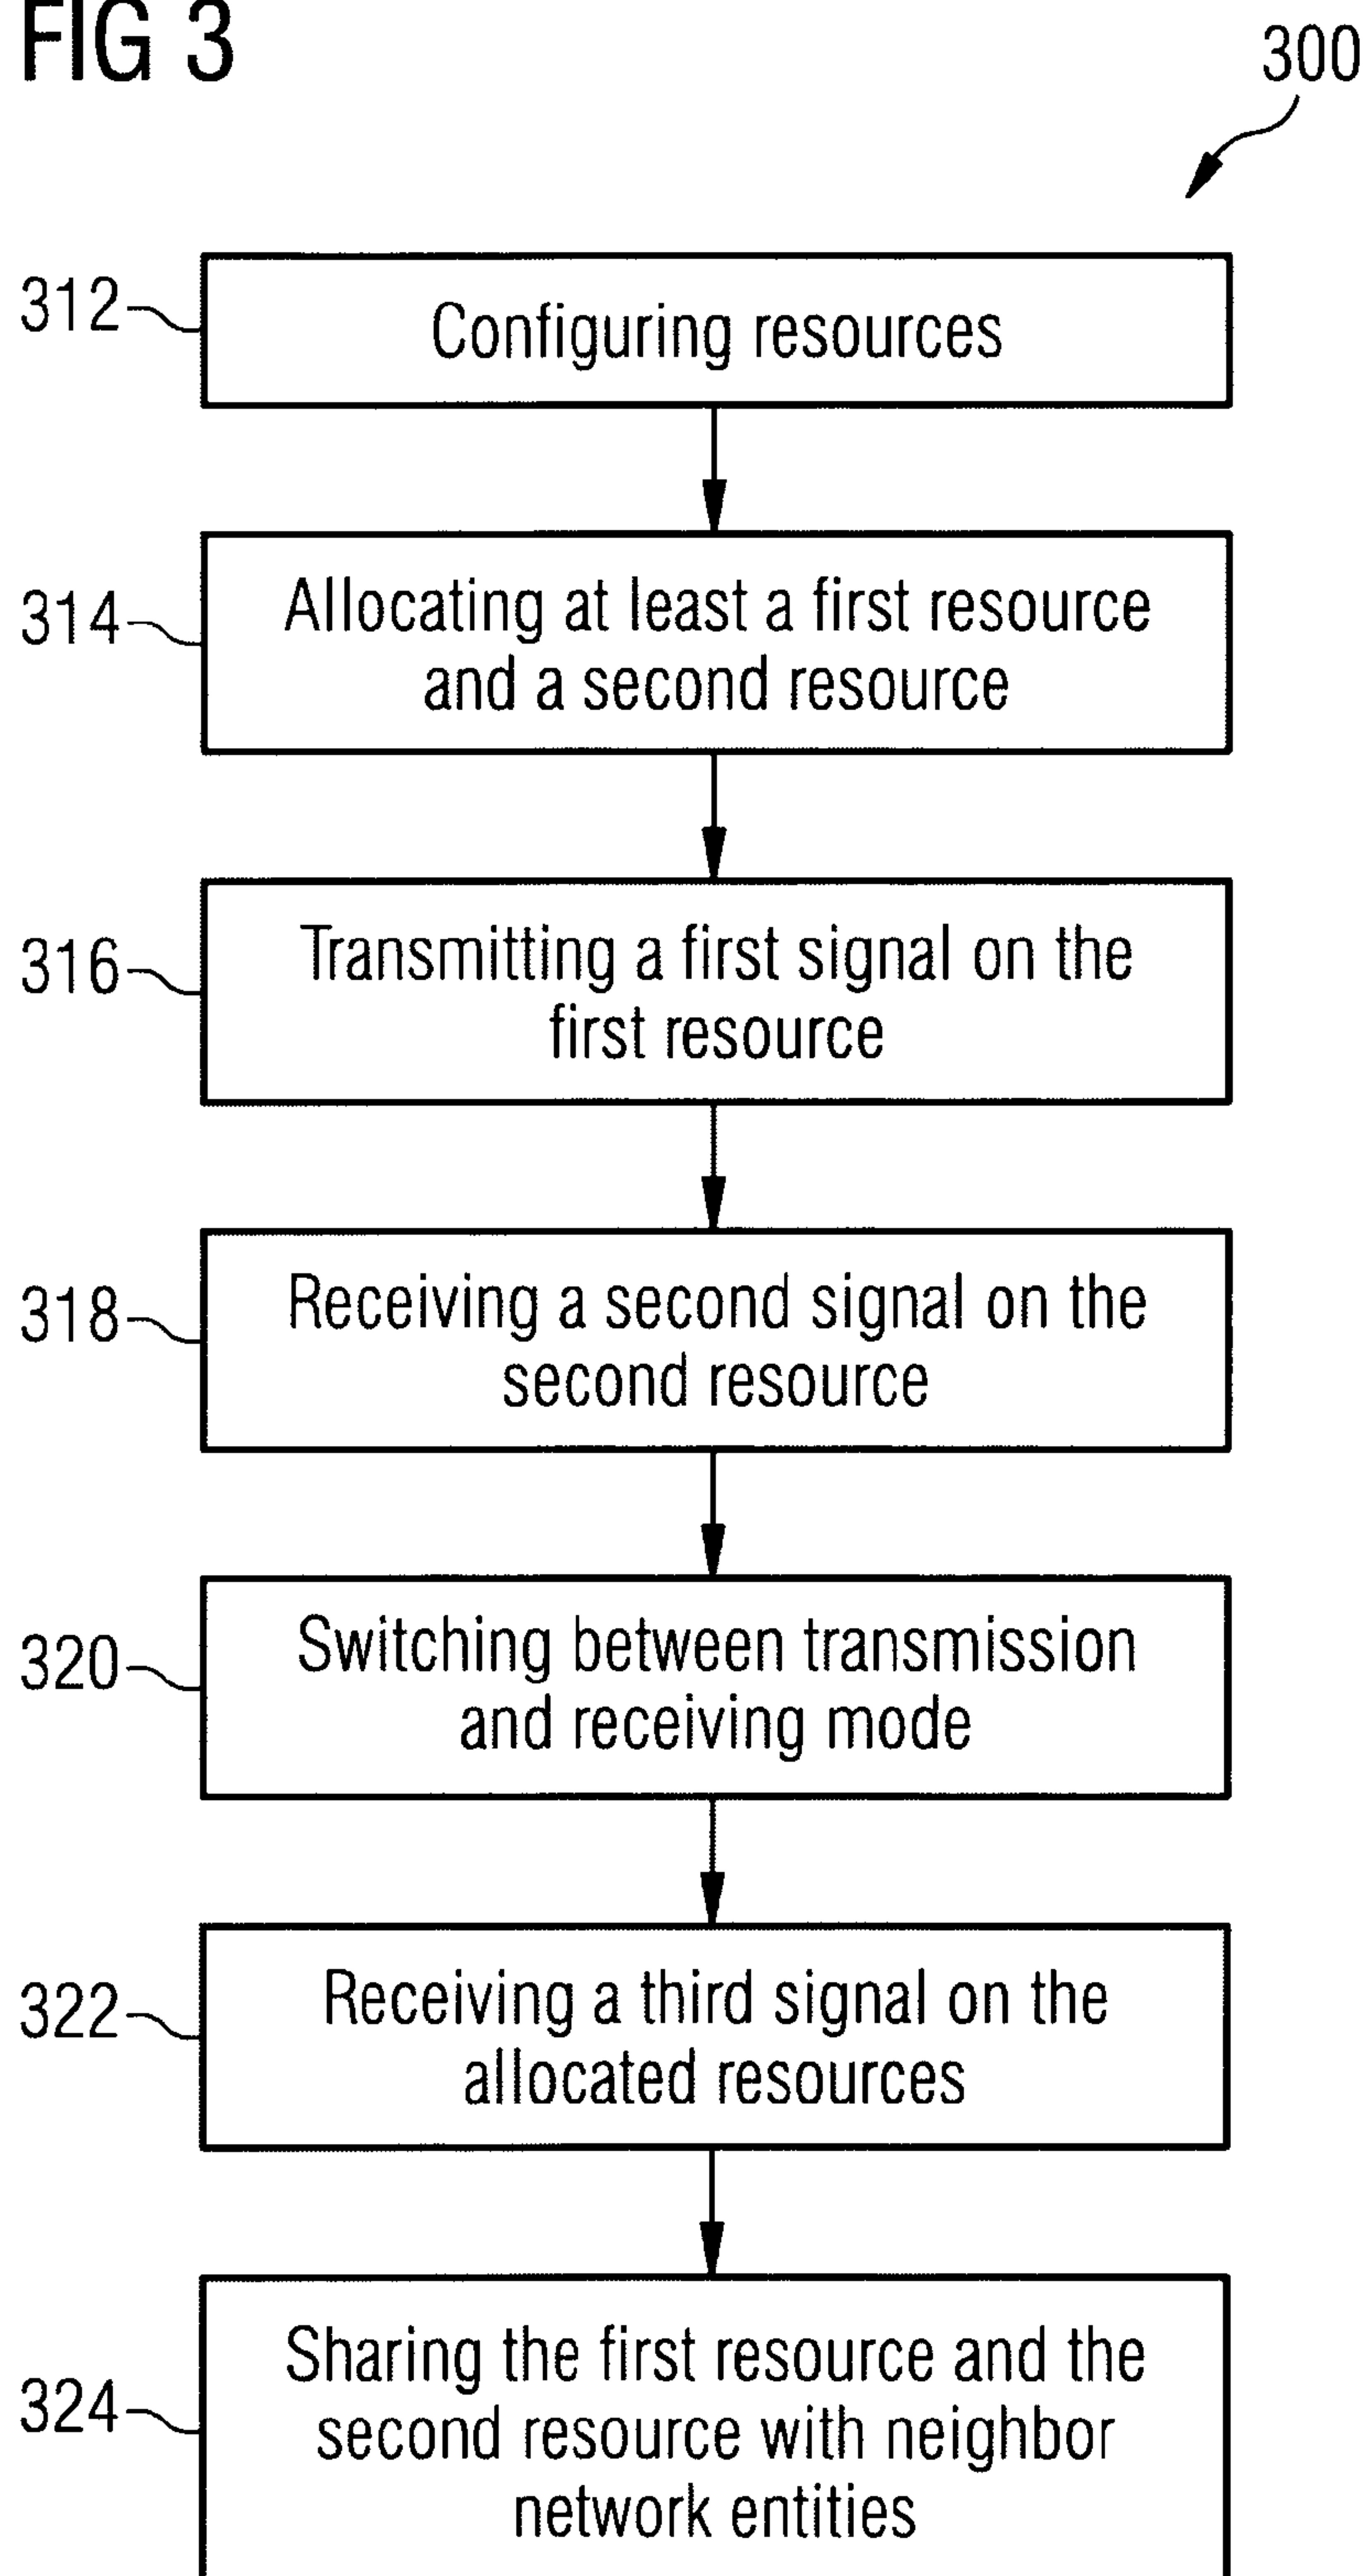 FIG 3
300
312
Configuring resources
314
Allocating at least a first resource
and a second resource
316
Transmitting a first signal on the
first resource
318
Receiving a second signal on the
second resource
320
Switching between transmission
and receiving mode
322
Receiving a third signal on the
allocated resources
324
Sharing the first resource and the
second resource with neighbor
network entities